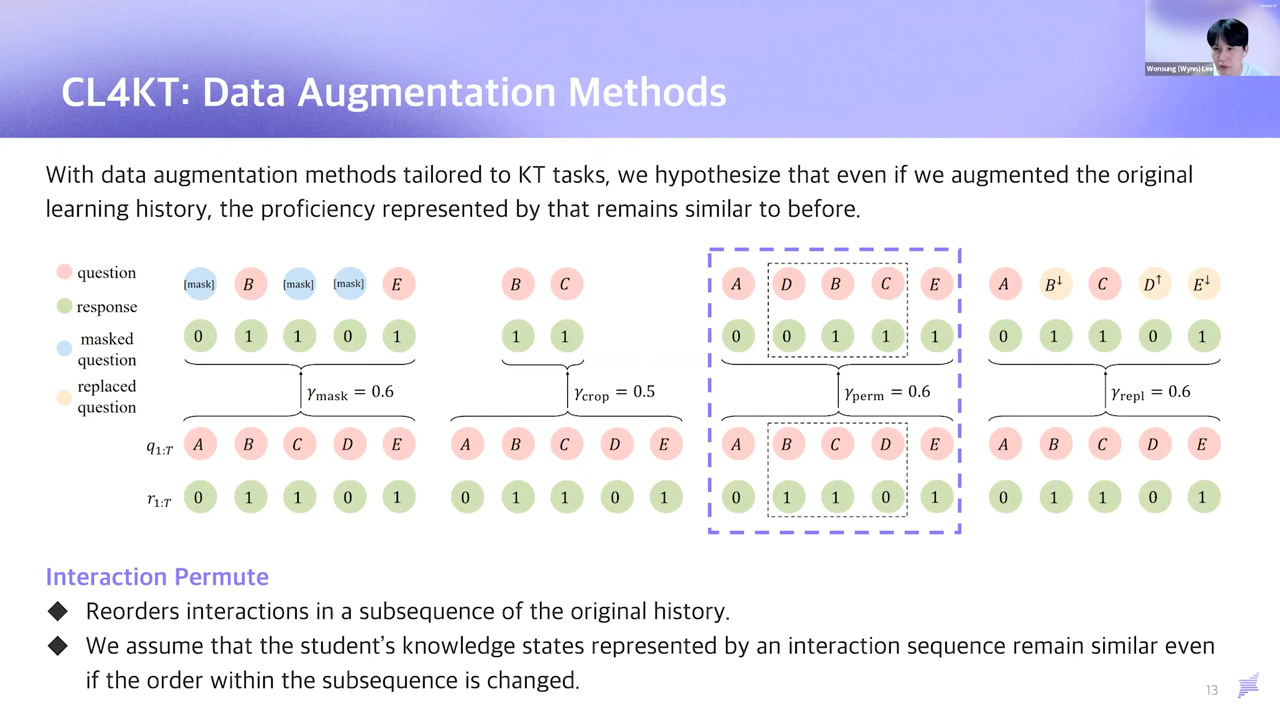 Wonsung (Wynn) Lee
CL4KT: Data Augmentation Methods
With data augmentation methods tailored to KT tasks, we hypothesize that even if we augmented the original
learning history, the proficiency represented by that remains similar to before.
question
response
masked
question
replaced
question
[mask] B [mask] [mask] E
0 1 1 0 1
γmask = 0.6
B C
1 1
γcrop = 0.5
A D B C E
0 0 1 1 1
γperm = 0.6
A B↓ C D↑ E↓
0 1 1 0 1
γrepl = 0.6
q1:T A B C D E
r1:T 0 1 1 0 1
A B C D E
0 1 1 0 1
A B C D E
0 1 1 0 1
A B C D E
0 1 1 0 1
Interaction Permute
◆ Reorders interactions in a subsequence of the original history.
◆ We assume that the student’s knowledge states represented by an interaction sequence remain similar even
if the order within the subsequence is changed.
13